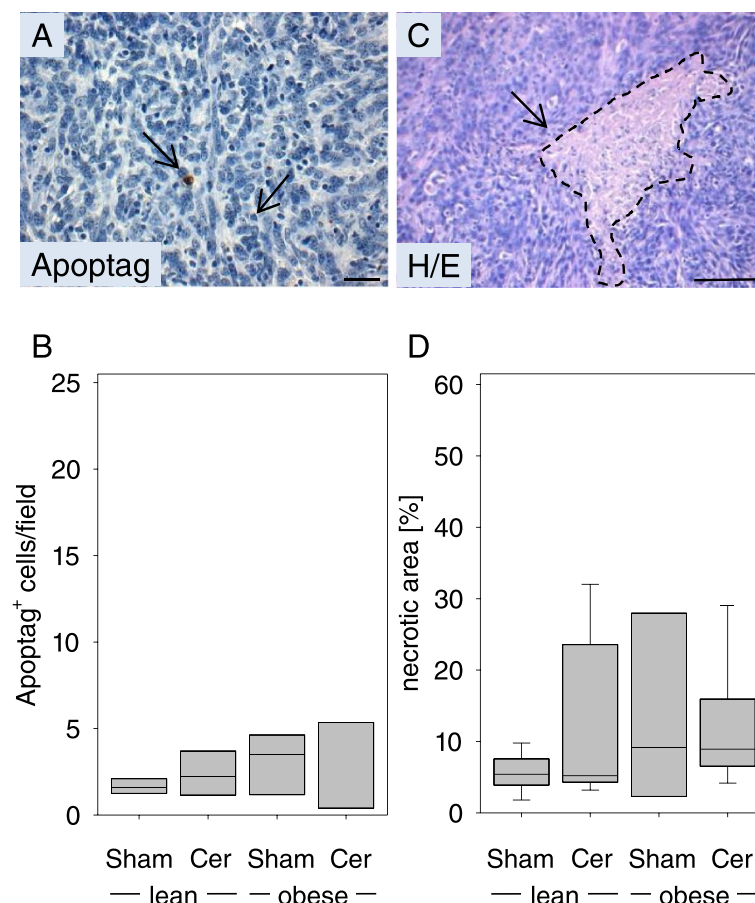 A
Apoptag
C
H/E
B
25
20
15
10
5
0
Apoptag+ cells/field
Sham Cer Sham Cer
lean obese
D
60
50
40
30
20
10
0
necrotic area [%]
Sham Cer Sham Cer
lean obese